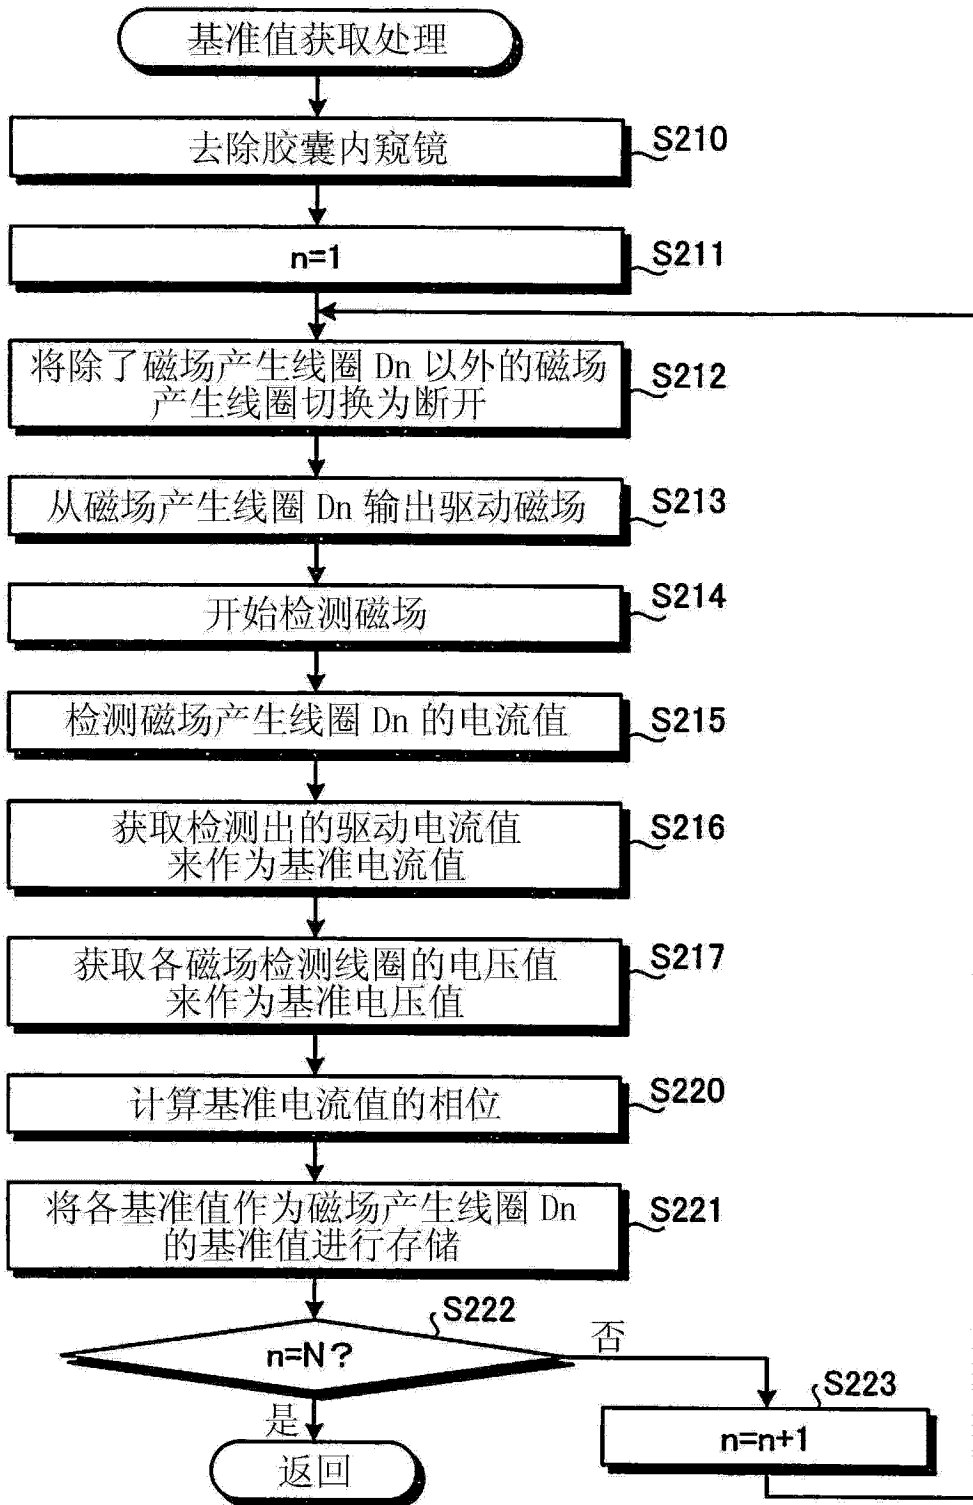 基准值获取处理
去除胶囊内窥镜
S210
n=1
S211
将除了磁场产生线圈 Dn 以外的磁场
产生线圈切换为断开
S212
从磁场产生线圈 Dn 输出驱动磁场
S213
开始检测磁场
S214
检测磁场产生线圈 Dn 的电流值
S215
获取检测出的驱动电流值
来作为基准电流值
S216
获取各磁场检测线圈的电压值
来作为基准电压值
S217
计算基准电流值的相位
S220
将各基准值作为磁场产生线圈 Dn
的基准值进行存储
S221
S222
n=N？
否
是
S223
n=n+1
返回